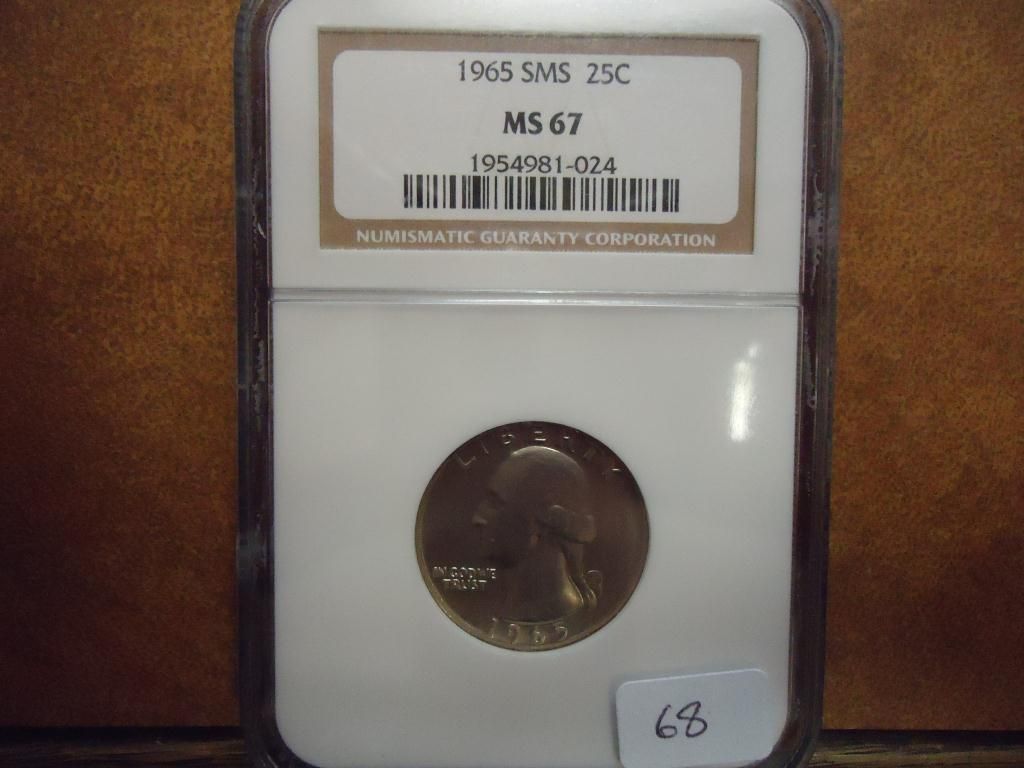 1965 SMS 25C
MS 67
1954981-024
NUMISMATIC GUARANTY CORPORATION
LIBERTY
IN GOD WE
TRUST
1965
68